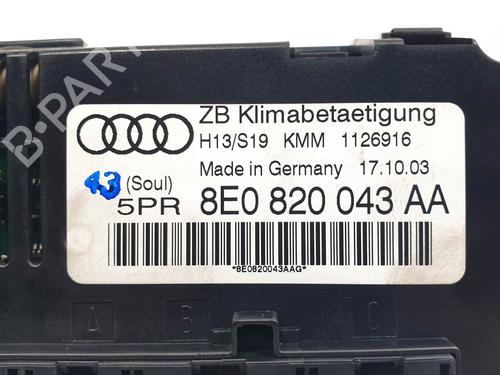 ZB Klimabetaetigung
H13/S19 KMM 1126916
Made in Germany 17.10.03
43 (Soul)
5PR 8E0 820 043 AA
*8E0820043AAG*
A B C
B-PARTS